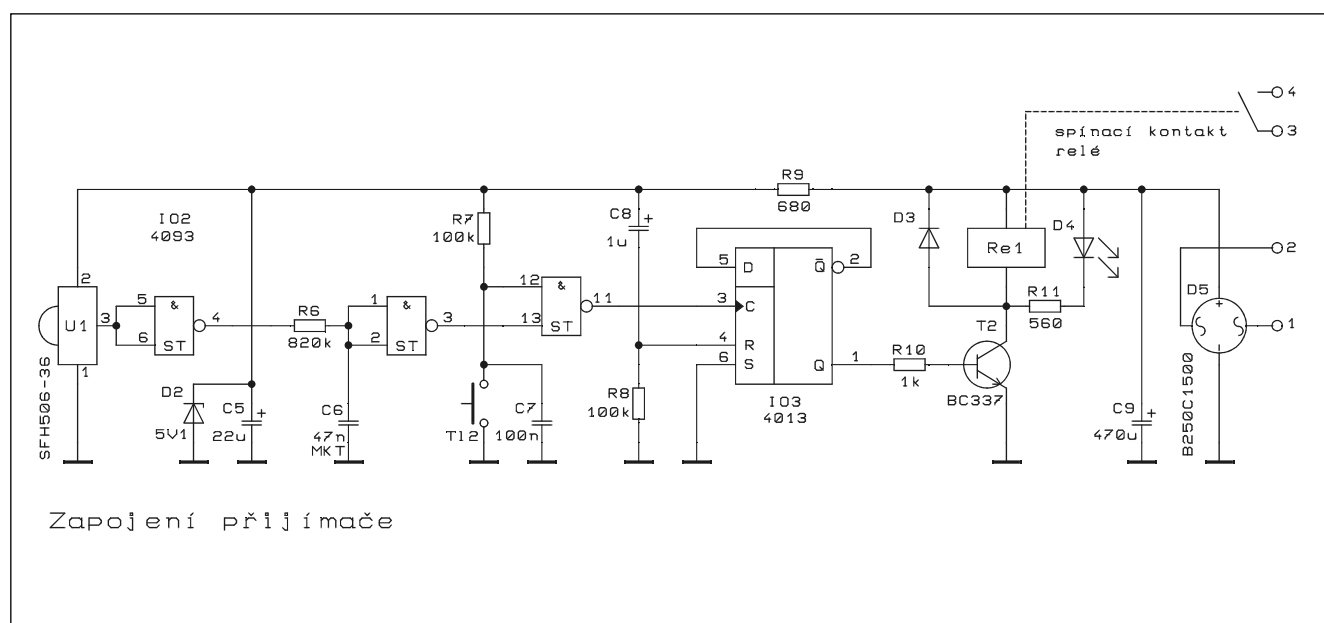 4
3
spínací kontakt
relé
R9
680
IO2
4093
R7
100k
C8
+
1u
D3
Re1
D4
2
5
D
Q̄
2
2
12
&
11
3
C
D5
+
1
R11
560
U1
3
5
&
4
6
ST
R6
820k
1
&
3
2
ST
13
ST
4
R
6
S
Q
1
R10
1k
T2
BC337
1
SFH506-36
D2
5V1
C5
+
22u
C6
47n
MKT
Tl2
C7
100n
R8
100k
IO3
4013
C9
+
470u
B250C1500
-
Zapojení přijímače